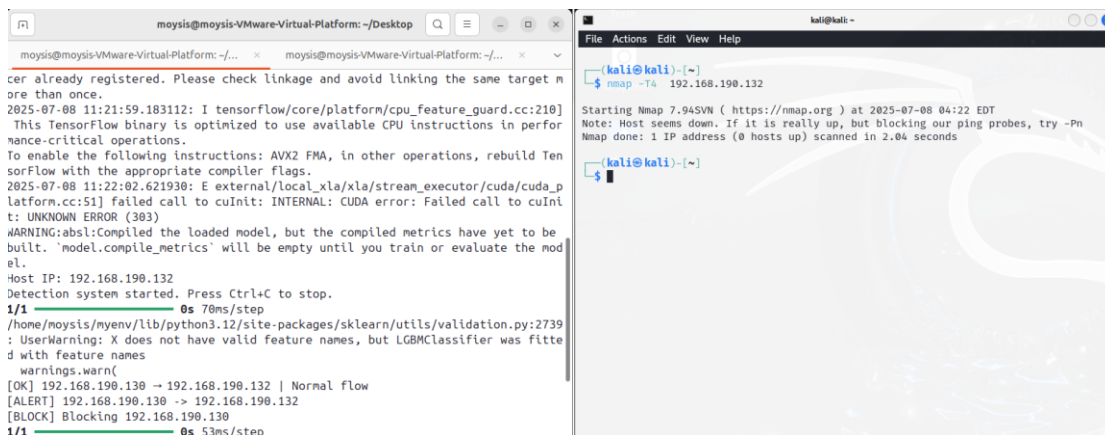 moysis@moysis-VMware-Virtual-Platform: ~/Desktop
moysis@moysis-VMware-Virtual-Platform: ~/...
moysis@moysis-VMware-Virtual-Platform: ~/...
cer already registered. Please check linkage and avoid linking the same target m
ore than once.
2025-07-08 11:21:59.183112: I tensorflow/core/platform/cpu_feature_guard.cc:210]
This TensorFlow binary is optimized to use available CPU instructions in perfor
mance-critical operations.
To enable the following instructions: AVX2 FMA, in other operations, rebuild Ten
sorFlow with the appropriate compiler flags.
2025-07-08 11:22:02.621930: E external/local_xla/xla/stream_executor/cuda/cuda_p
latform.cc:51] failed call to cuInit: INTERNAL: CUDA error: Failed call to cuIni
t: UNKNOWN ERROR (303)
WARNING:absl:Compiled the loaded model, but the compiled metrics have yet to be
built. `model.compile_metrics` will be empty until you train or evaluate the mod
el.
Host IP: 192.168.190.132
Detection system started. Press Ctrl+C to stop.
1/1 ━━━━━━━━━━━━━━━━━━━━ 0s 70ms/step
/home/moysis/myenv/lib/python3.12/site-packages/sklearn/utils/validation.py:2739
: UserWarning: X does not have valid feature names, but LGBMClassifier was fitte
d with feature names
warnings.warn(
[OK] 192.168.190.130 → 192.168.190.132 | Normal flow
[ALERT] 192.168.190.130 -> 192.168.190.132
[BLOCK] Blocking 192.168.190.130
1/1 ━━━━━━━━━━━━━━━━━━━━ 0s 53ms/step
kali@kali: ~
File Actions Edit View Help
┌──(kali㉿kali)-[~]
└─$ nmap -T4 192.168.190.132
Starting Nmap 7.94SVN ( https://nmap.org ) at 2025-07-08 04:22 EDT
Note: Host seems down. If it is really up, but blocking our ping probes, try -Pn
Nmap done: 1 IP address (0 hosts up) scanned in 2.04 seconds
┌──(kali㉿kali)-[~]
└─$